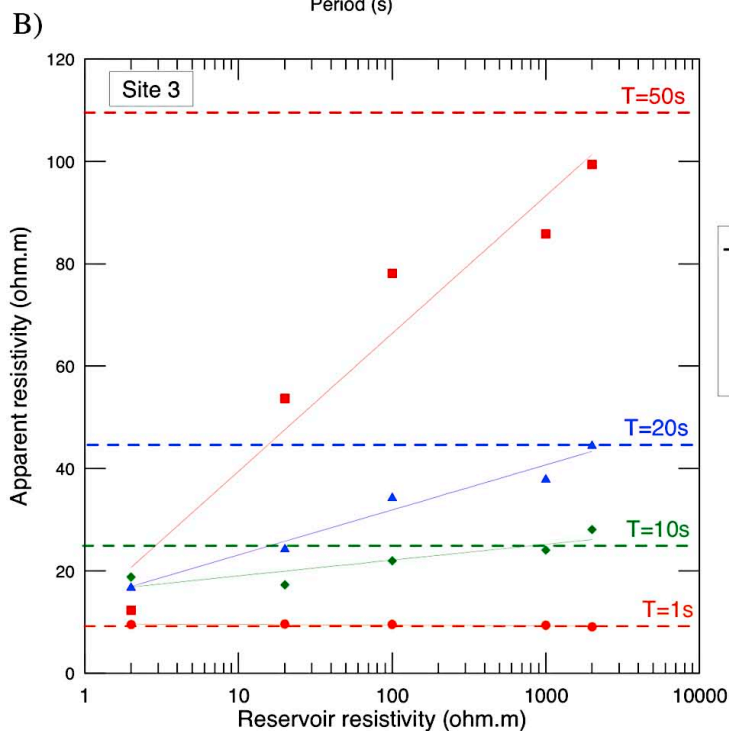 Period (s)
B)
120
Site 3
T=50s
100
80
60
T=20s
40
T=10s
20
T=1s
0
1
10
100
1000
10000
Apparent resistivity (ohm.m)
Reservoir resistivity (ohm.m)